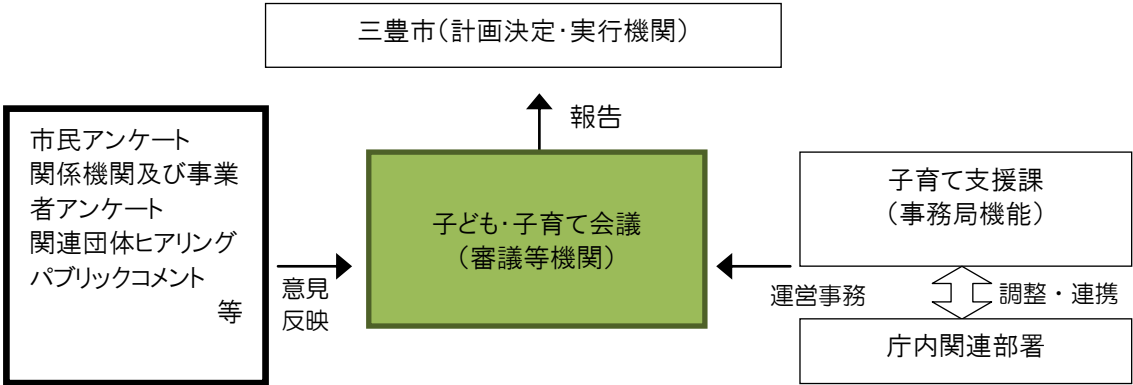 三豊市（計画決定・実行機関）
報告
市民アンケート
関係機関及び事業
者アンケート
関連団体ヒアリング
パブリックコメント
等
意見
反映
子ども・子育て会議
（審議等機関）
子育て支援課
（事務局機能）
運営事務
調整・連携
庁内関連部署